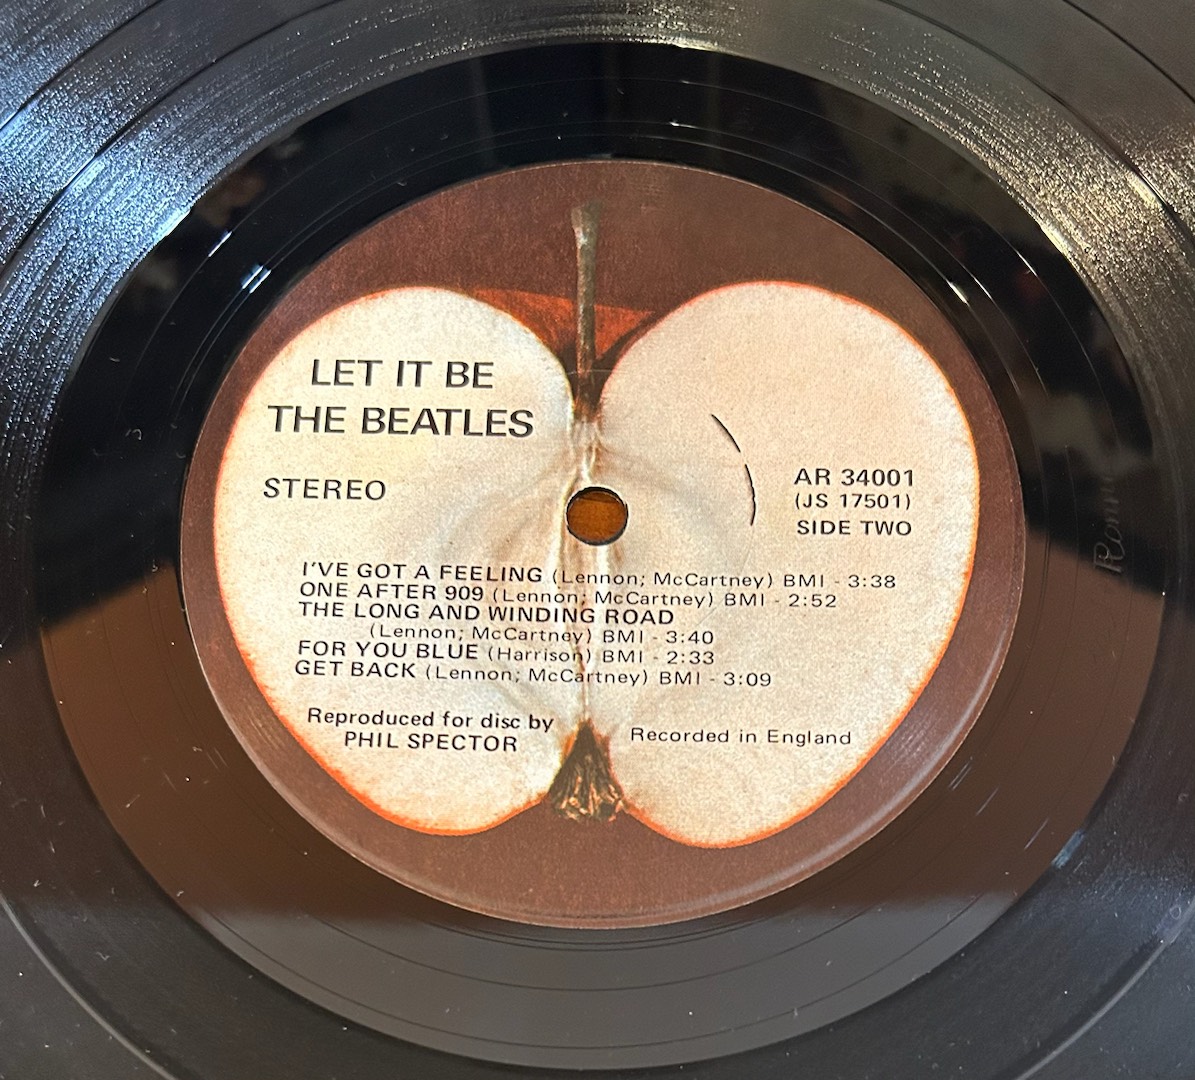 LET IT BE
THE BEATLES
STEREO
AR 34001
(JS 17501)
SIDE TWO
I'VE GOT A FEELING (Lennon; McCartney) BMI - 3:38
ONE AFTER 909 (Lennon; McCartney) BMI - 2:52
THE LONG AND WINDING ROAD
(Lennon; McCartney) BMI - 3:40
FOR YOU BLUE (Harrison) BMI - 2:33
GET BACK (Lennon; McCartney) BMI - 3:09
Reproduced for disc by
PHIL SPECTOR
Recorded in England